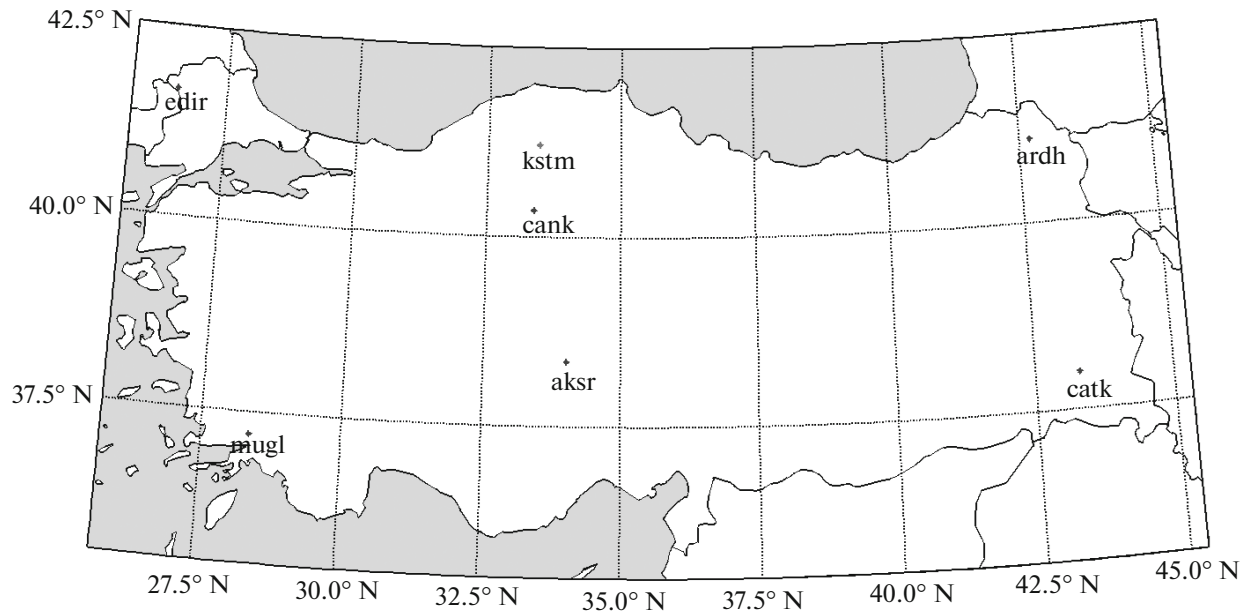 42.5° N
edir
kstm
ardh
40.0° N
cank
aksr
catk
37.5° N
mugl
27.5° N
30.0° N
32.5° N
35.0° N
37.5° N
40.0° N
42.5° N
45.0° N